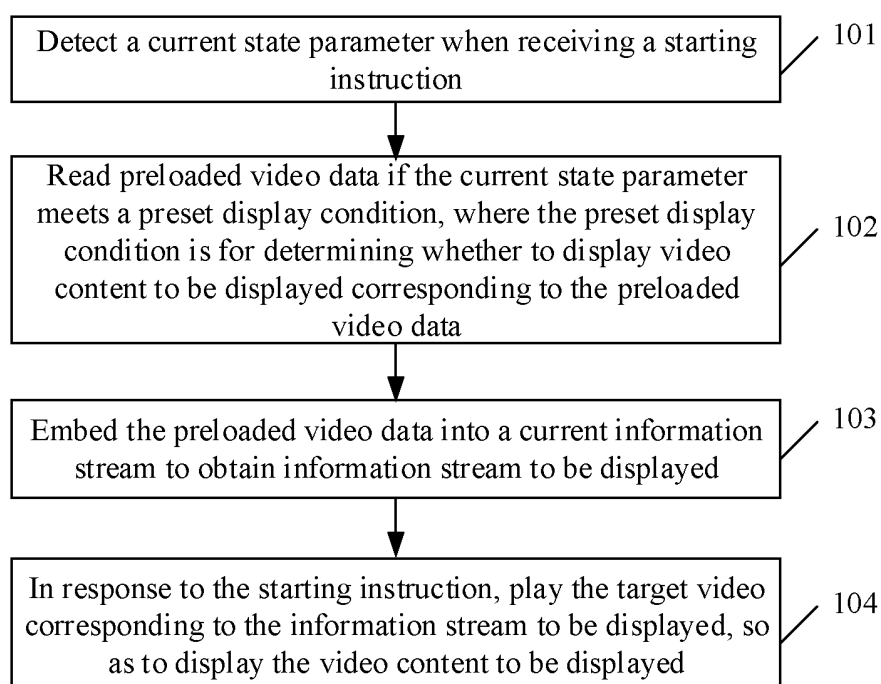 Detect a current state parameter when receiving a starting
instruction
101
Read preloaded video data if the current state parameter
meets a preset display condition, where the preset display
condition is for determining whether to display video
content to be displayed corresponding to the preloaded
video data
102
Embed the preloaded video data into a current information
stream to obtain information stream to be displayed
103
In response to the starting instruction, play the target video
corresponding to the information stream to be displayed, so
as to display the video content to be displayed
104